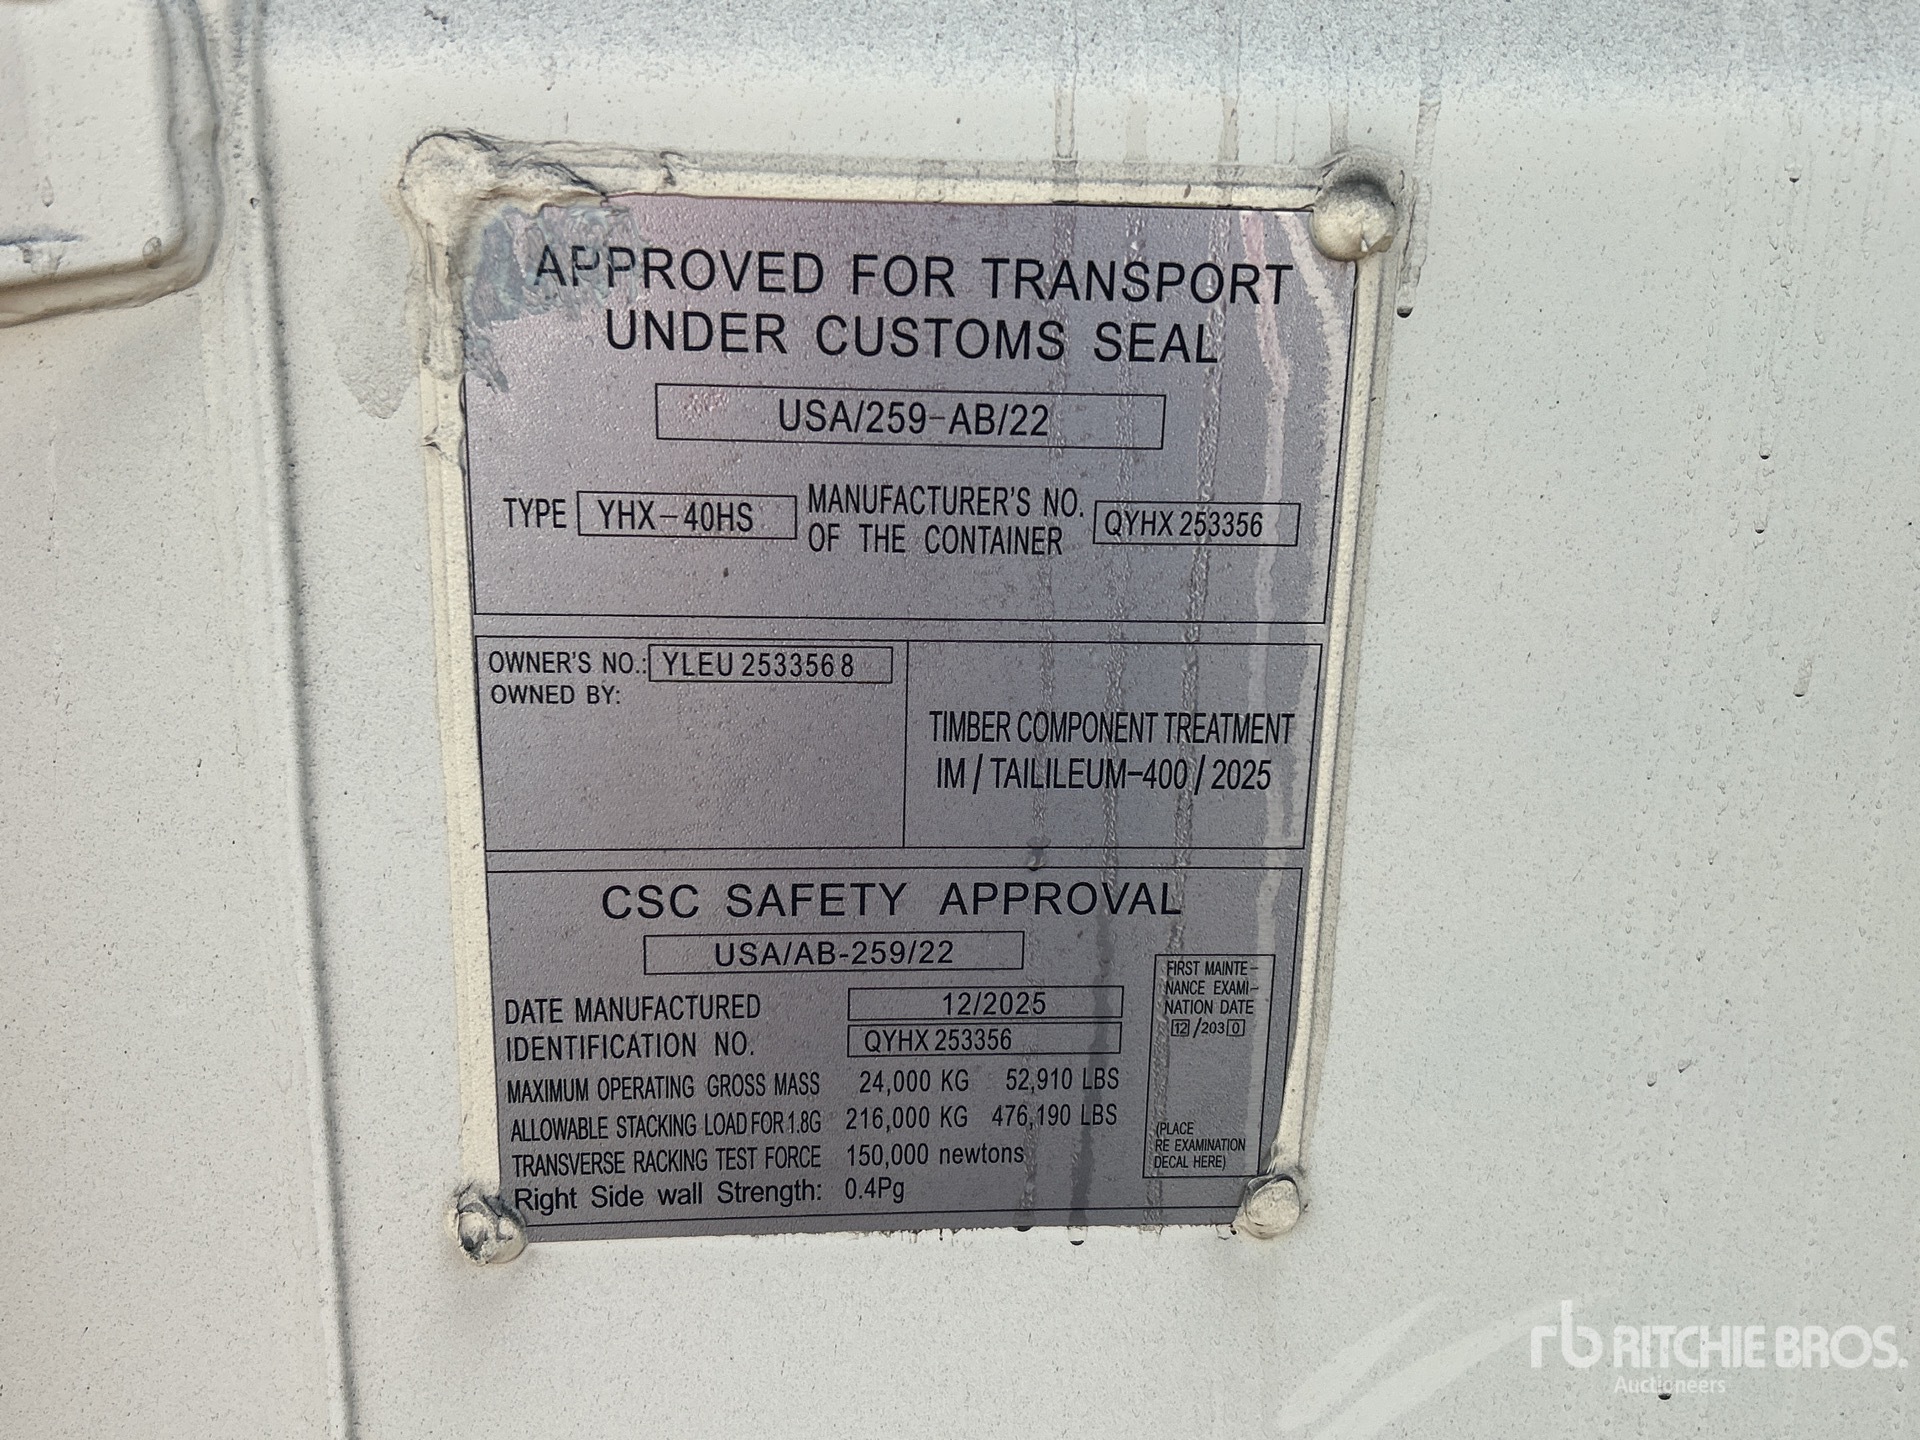 APPROVED FOR TRANSPORT
UNDER CUSTOMS SEAL
USA/259-AB/22
TYPE YHX-40HS MANUFACTURER'S NO. OF THE CONTAINER QYHX 253356
OWNER'S NO.: YLEU 253356 8
OWNED BY:
TIMBER COMPONENT TREATMENT
IM / TAILILEUM-400 / 2025
CSC SAFETY APPROVAL
USA/AB-259/22
DATE MANUFACTURED 12/2025
IDENTIFICATION NO. QYHX 253356
MAXIMUM OPERATING GROSS MASS 24,000 KG 52,910 LBS
ALLOWABLE STACKING LOAD FOR 1.8G 216,000 KG 476,190 LBS
TRANSVERSE RACKING TEST FORCE 150,000 newtons
Right Side wall Strength: 0.4Pg
FIRST MAINTE-
NANCE EXAMI-
NATION DATE
12/2030
(PLACE
RE EXAMINATION
DECAL HERE)
rb RITCHIE BROS.
Auctioneers